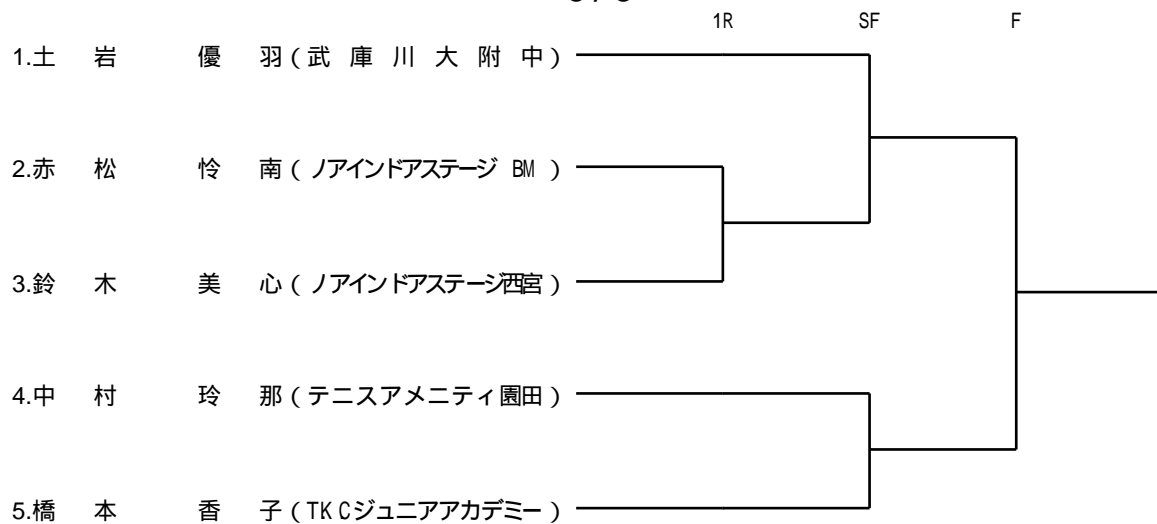 1R SF F
1.土 岩 優 羽(武 庫 川 大 附 中)
2.赤 松 怜 南(ノアインドアステージ BM )
3.鈴 木 美 心(ノアインドアステージ西宮)
4.中 村 玲 那(テニスアメニティ園田)
5.橋 本 香 子(TKCジュニアアカデミー)